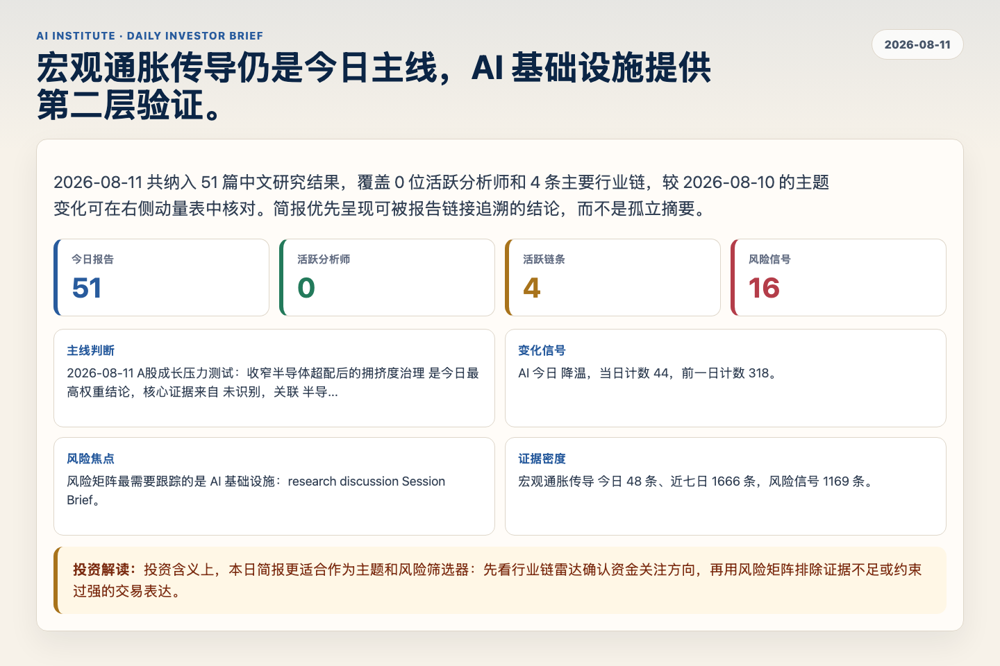 AI INSTITUTE · DAILY INVESTOR BRIEF
2026-08-11
宏观通胀传导仍是今日主线，AI 基础设施提供
第二层验证。
2026-08-11 共纳入 51 篇中文研究结果，覆盖 0 位活跃分析师和 4 条主要行业链，较 2026-08-10 的主题
变化可在右侧动量表中核对。简报优先呈现可被报告链接追溯的结论，而不是孤立摘要。
今日报告
51
活跃分析师
0
活跃链条
4
风险信号
16
主线判断
2026-08-11 A股成长压力测试：收窄半导体超配后的拥挤度治理 是今日最
高权重结论，核心证据来自 未识别，关联 半导...
变化信号
AI 今日 降温，当日计数 44，前一日计数 318。
风险焦点
风险矩阵最需要跟踪的是 AI 基础设施：research discussion Session
Brief。
证据密度
宏观通胀传导 今日 48 条、近七日 1666 条，风险信号 1169 条。
投资解读：投资含义上，本日简报更适合作为主题和风险筛选器：先看行业链雷达确认资金关注方向，再用风险矩阵排除证据不足或约束
过强的交易表达。